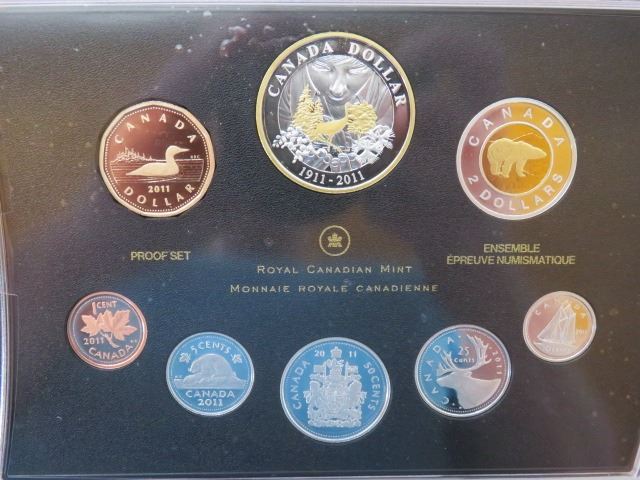 CANADA DOLLAR
1911-2011
CANADA
2011
DOLLAR
CANADA
2 DOLLARS
PROOF SET
ROYAL CANADIAN MINT
MONNAIE ROYALE CANADIENNE
ENSEMBLE
ÉPREUVE NUMISMATIQUE
1 CENT
2011
CANADA
5 CENTS
CANADA
2011
2011
50 CENTS
CANADA
25
Cents
2011
CANADA